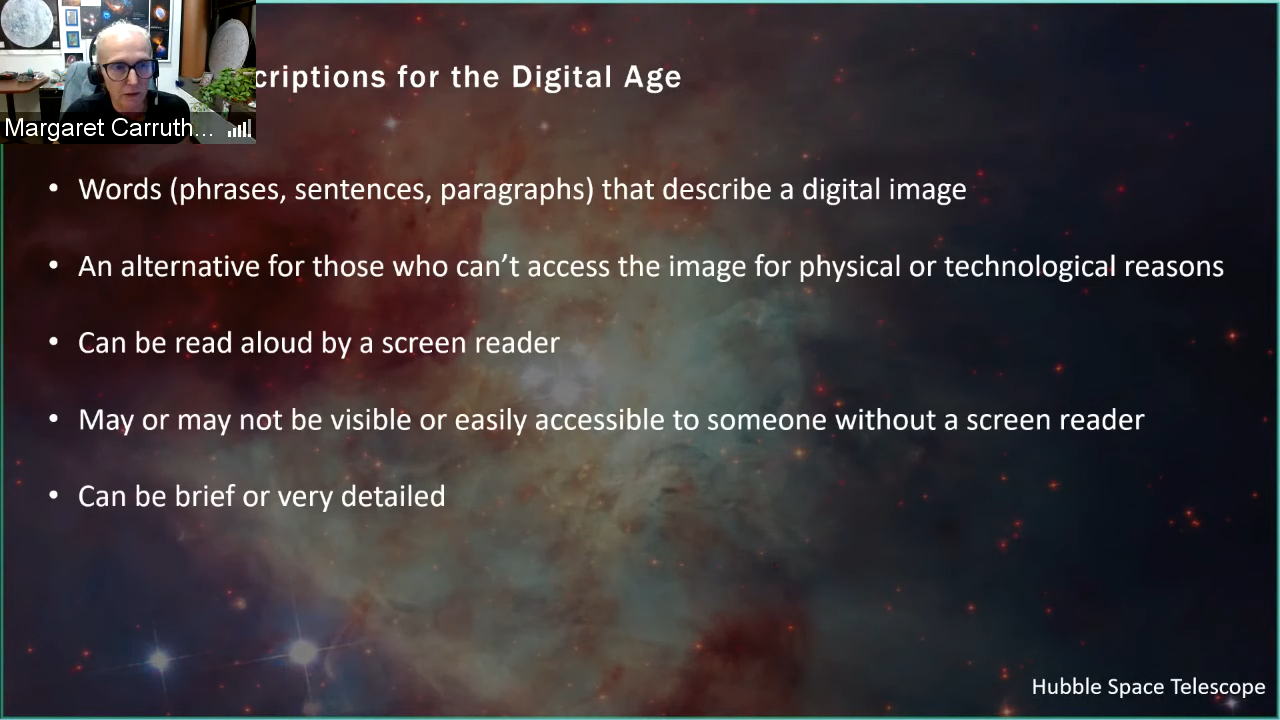 criptions for the Digital Age
Margaret Carruth...
• Words (phrases, sentences, paragraphs) that describe a digital image
• An alternative for those who can’t access the image for physical or technological reasons
• Can be read aloud by a screen reader
• May or may not be visible or easily accessible to someone without a screen reader
• Can be brief or very detailed
Hubble Space Telescope